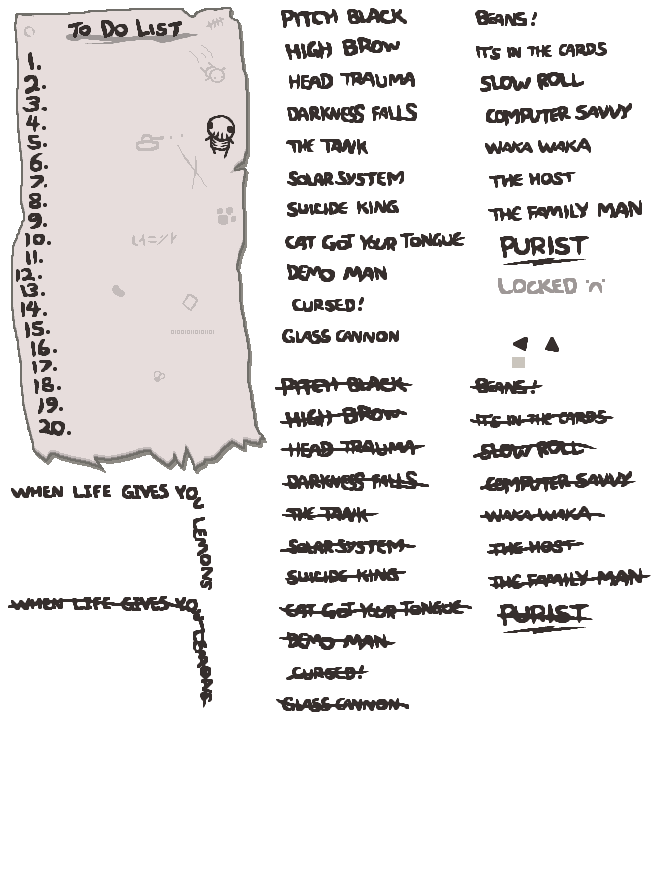 TO DO LIST
1.
2.
3.
4.
5.
6.
7.
8.
9.
10.
11.
12.
13.
14.
15.
16.
17.
18.
19.
20.
WHEN LIFE GIVES YOU LEMONS
WHEN LIFE GIVES YOU LEMONS
PITCH BLACK
HIGH BROW
HEAD TRAUMA
DARKNESS FALLS
THE TANK
SOLAR SYSTEM
SUICIDE KING
CAT GOT YOUR TONGUE
DEMO MAN
CURSED!
GLASS CANNON
PITCH BLACK
HIGH BROW
HEAD TRAUMA
DARKNESS FALLS
THE TANK
SOLAR SYSTEM
SUICIDE KING
CAT GOT YOUR TONGUE
DEMO MAN
CURSED!
GLASS CANNON
BEANS!
IT'S IN THE CARDS
SLOW ROLL
COMPUTER SAVVY
WAKA WAKA
THE HOST
THE FAMILY MAN
PURIST
LOCKED 'n'
BEANS!
IT'S IN THE CARDS
SLOW ROLL
COMPUTER SAVVY
WAKA WAKA
THE HOST
THE FAMILY MAN
PURIST